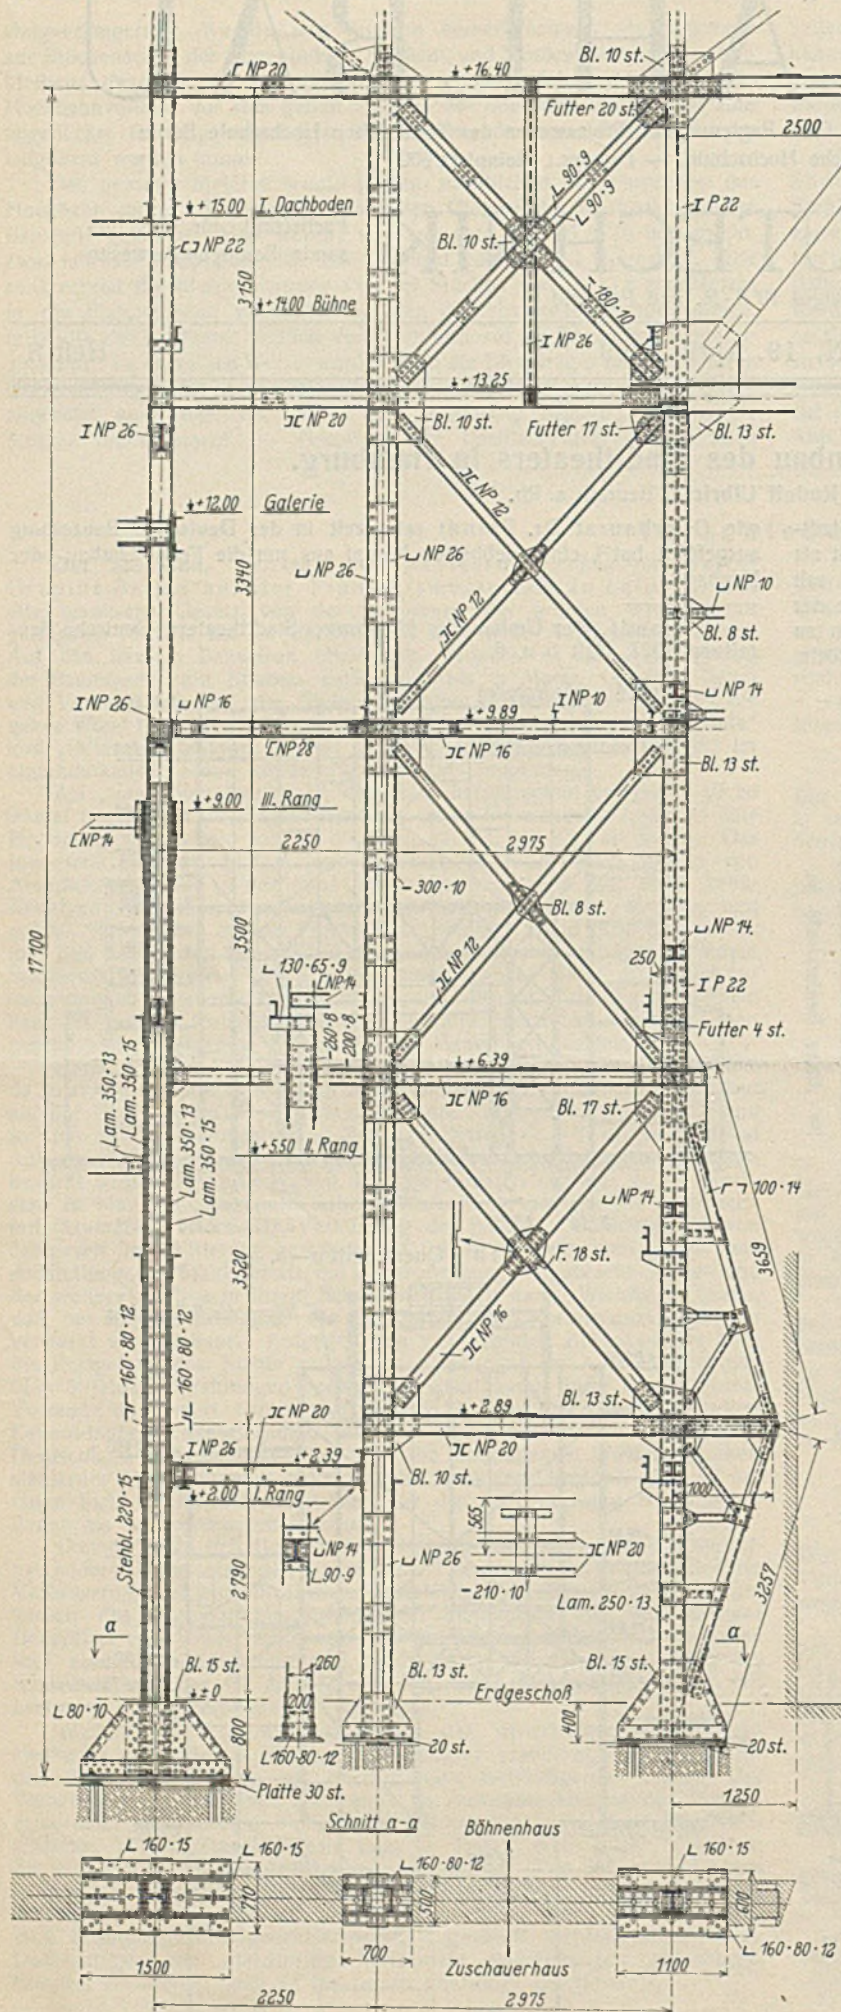 ⊏ NP 20
+16.40
Bl. 10 st.
Futter 20 st.
2500
∟ 90·9
∟ 90·9
+15.00 I. Dachboden
⊏⊐ NP 22
Bl. 10 st.
I P 22
3150
+14.00 Bühne
-180·10
I NP 26
+13.25
I NP 26
⊐⊏ NP 20
Bl. 10 st.
Futter 17 st.
Bl. 13 st.
+12.00 Galerie
⊐⊏ NP 12
⊔ NP 26
⊔ NP 26
3340
⊔ NP 10
⊐⊏ NP 12
Bl. 8 st.
⊔ NP 14
I NP 26
⊔ NP 16
+9.89
I NP 10
⊏ NP 28
⊐⊏ NP 16
Bl. 13 st.
+9.00 III. Rang
⊏ NP 14
2250
2975
-300·10
Bl. 8 st.
17100
3500
⊔ NP 14.
∟ 130·65·9
⊏ NP 14
⊐⊏ NP 12
250
I P 22
-260·8
-200·8
Futter 4 st.
+6.39
Lam. 350·13
Lam. 350·15
Lam. 350·13
Lam. 350·15
⊐⊏ NP 16
Bl. 17 st.
+5.50 II. Rang
100·14
⊔ NP 14
F. 18 st.
3659
3520
⊐⊏ NP 16
160·80·12
160·80·12
⊐⊏ NP 20
Bl. 13 st.
+2.89
I NP 26
+2.39
⊐⊏ NP 20
Bl. 10 st.
+2.00 I. Rang
1000
Stehbl. 220·15
565
⊔ NP 14
∟ 90·9
⊐⊏ NP 20
⊔ NP 26
2790
-210·10
Lam. 250·13
3257
a
a
Bl. 15 st.
260
Bl. 13 st.
Bl. 15 st.
±0
Erdgeschoß
∟ 80·10
200
800
400
∟ 160·80·12
20 st.
20 st.
Platte 30 st.
1250
Schnitt a-a
Bühnenhaus
∟ 160·15
∟ 160·15
∟ 160·80·12
∟ 160·15
710
500
600
1500
700
1100
∟ 160·80·12
Zuschauerhaus
2250
2975